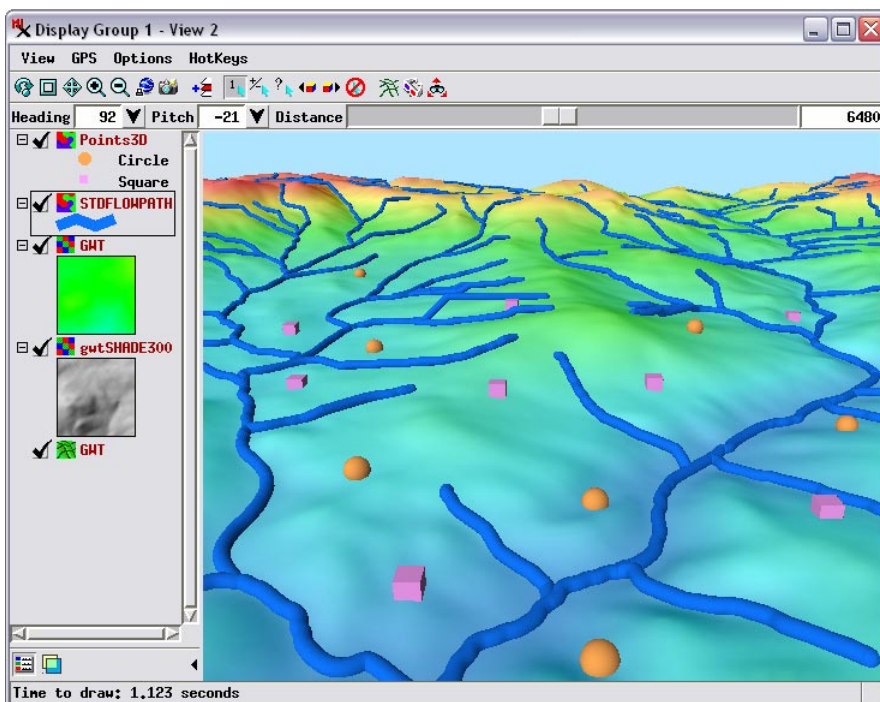 Display Group 1 - View 2
View GPS Options HotKeys
Heading 92 Pitch -21 Distance 6480
Points3D
Circle
Square
STDFLOWPATH
GWT
gwtSHADE300
GWT
Time to draw: 1.123 seconds